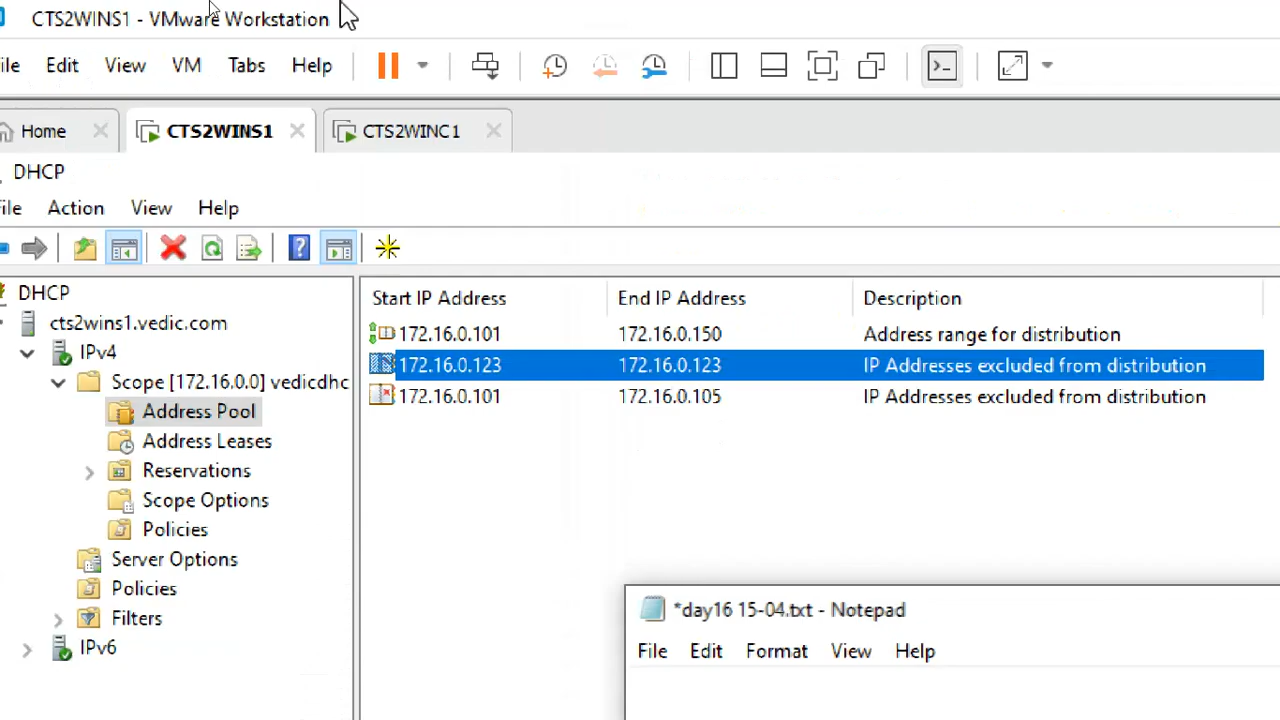 CTS2WINS1 - VMware Workstation
ile Edit View VM Tabs Help
Home CTS2WINS1 CTS2WINC1
DHCP
ile Action View Help
DHCP
cts2wins1.vedic.com
IPv4
Scope [172.16.0.0] vedicdhc
Address Pool
Address Leases
Reservations
Scope Options
Policies
Server Options
Policies
Filters
IPv6
Start IP Address End IP Address Description
172.16.0.101 172.16.0.150 Address range for distribution
172.16.0.123 172.16.0.123 IP Addresses excluded from distribution
172.16.0.101 172.16.0.105 IP Addresses excluded from distribution
*day16 15-04.txt - Notepad
File Edit Format View Help